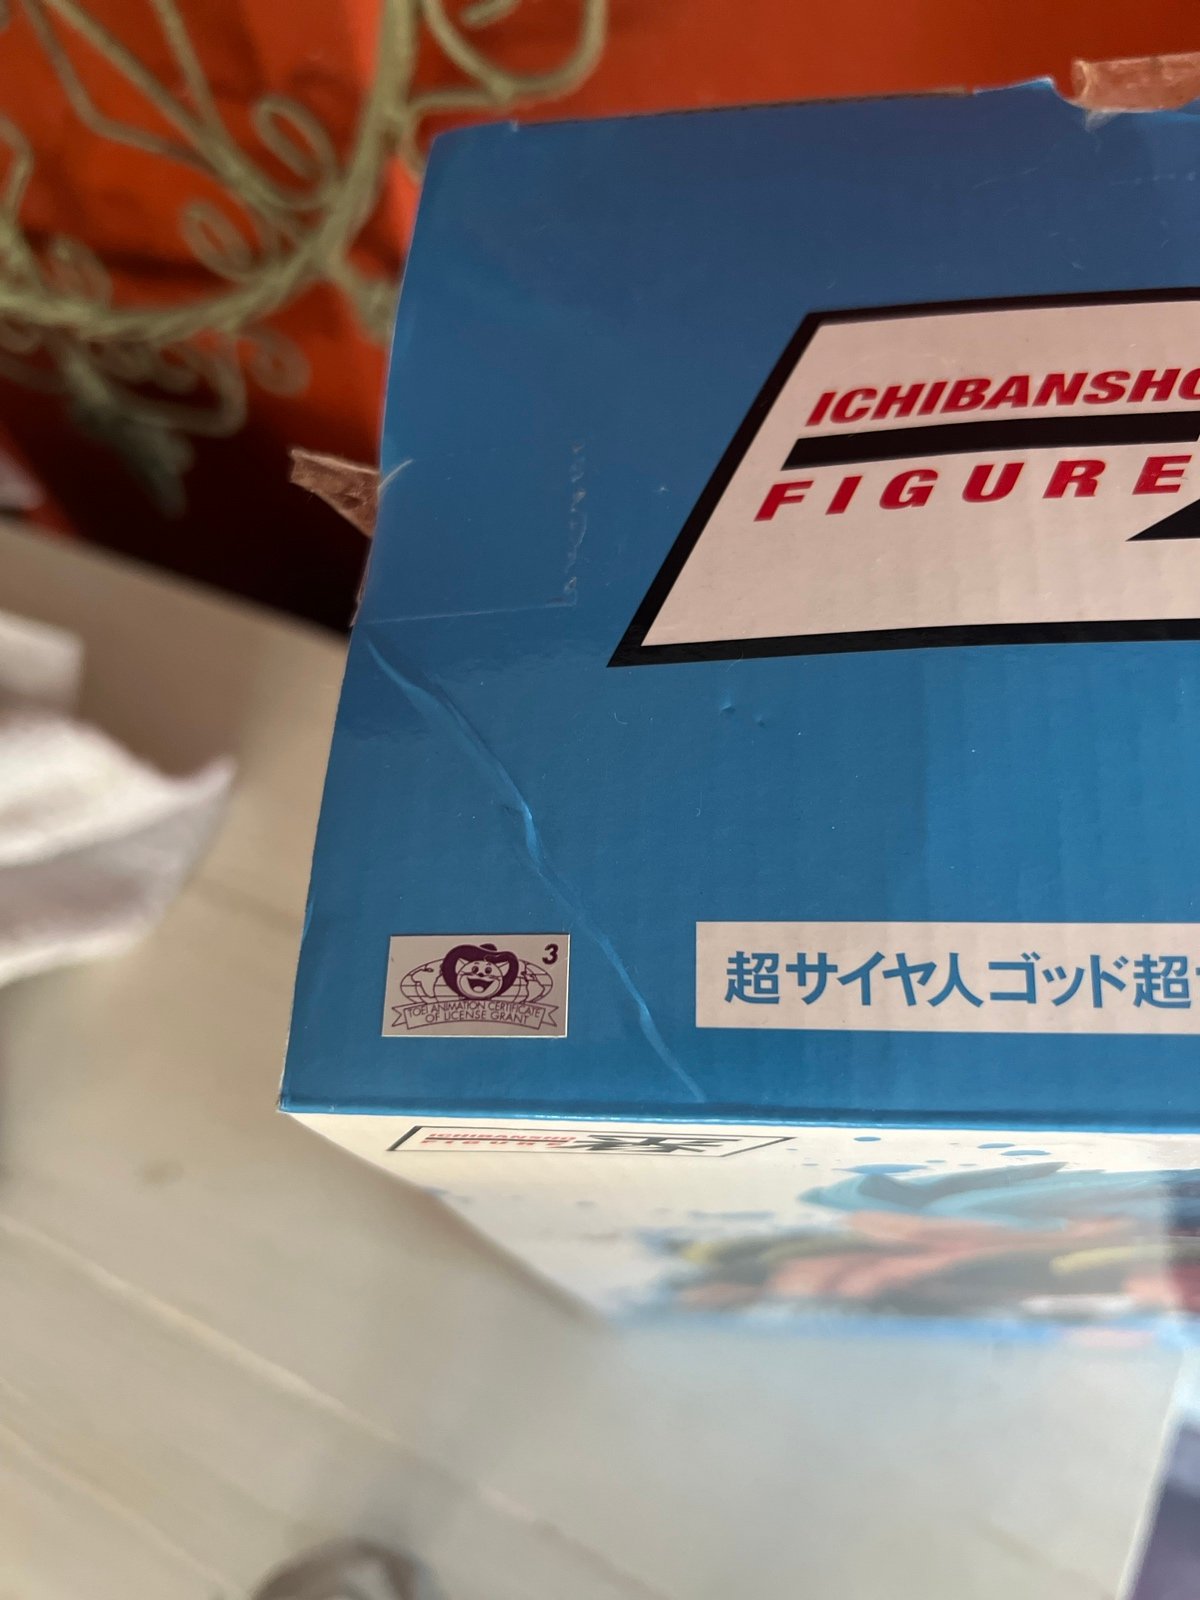 ICHIBANSHO
FIGURE
3
TOEI ANIMATION CERTIFICATE
OF LICENSE GRANT
超サイヤ人ゴッド超
ICHIBANSHO
FIGURE